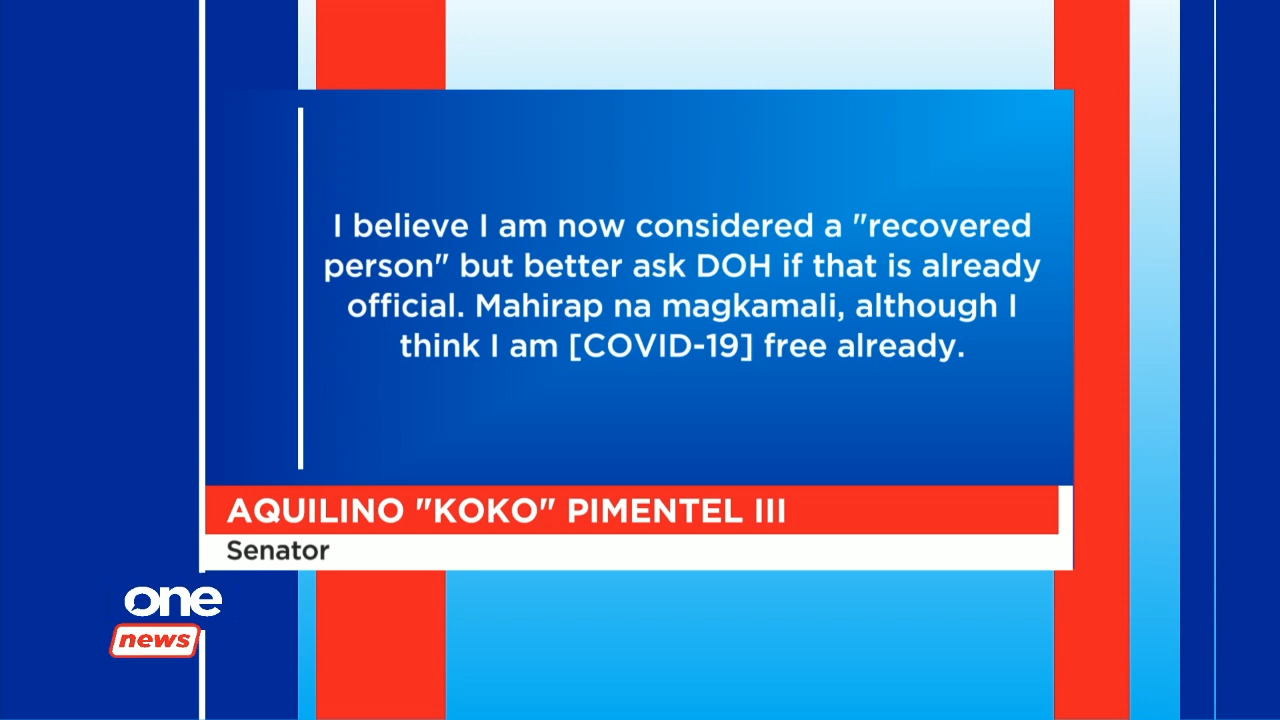 I believe I am now considered a "recovered
person" but better ask DOH if that is already
official. Mahirap na magkamali, although I
think I am [COVID-19] free already.
AQUILINO "KOKO" PIMENTEL III
Senator
one
news